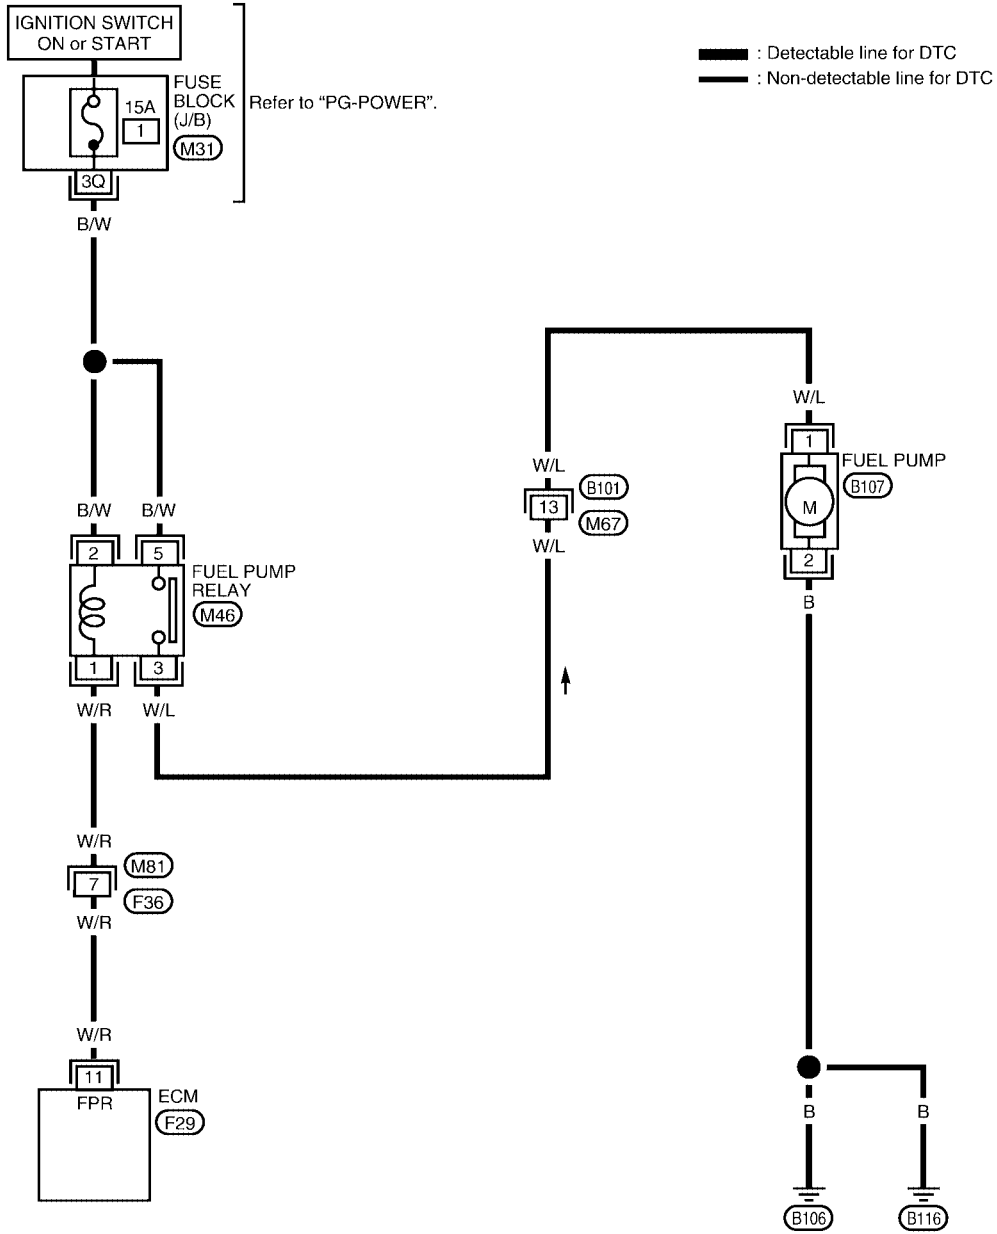 IGNITION SWITCH
ON or START
FUSE
BLOCK
(J/B)
M31
15A
1
3Q
Refer to “PG-POWER”.
: Detectable line for DTC
: Non-detectable line for DTC
B/W
B/W
B/W
2
5
FUEL PUMP
RELAY
M46
1
3
W/R
W/L
W/L
13
B101
M67
W/L
W/L
1
FUEL PUMP
B107
M
2
B
W/R
7
M81
F36
W/R
W/R
11
FPR
ECM
F29
B
B
B106
B116